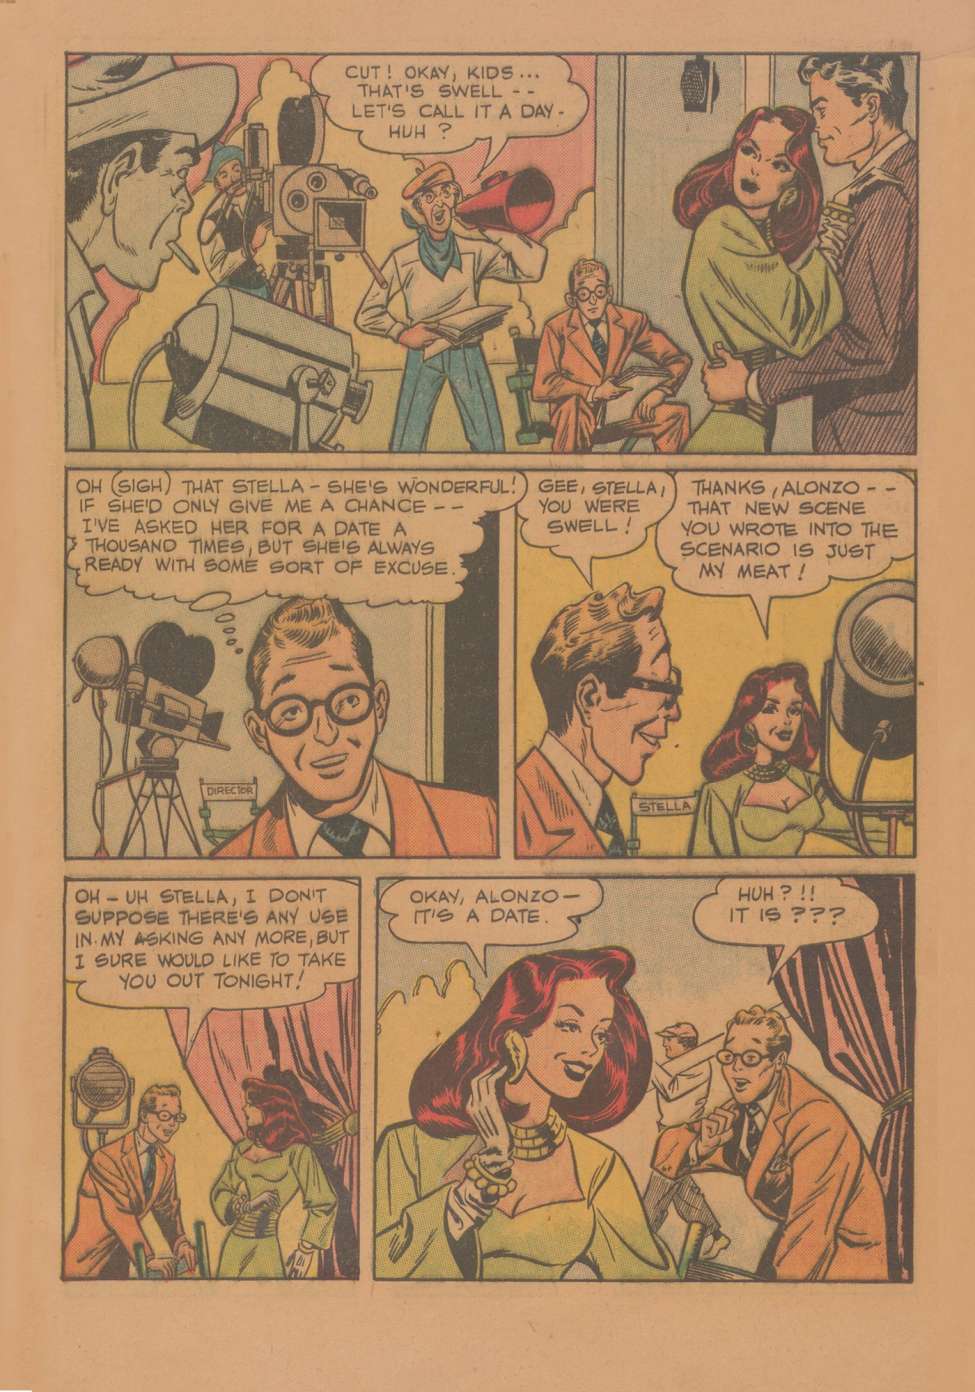 CUT! OKAY, KIDS...
THAT'S SWELL --
LET'S CALL IT A DAY -
HUH?
OH (SIGH) THAT STELLA - SHE'S WONDERFUL!
IF SHE'D ONLY GIVE ME A CHANCE --
I'VE ASKED HER FOR A DATE A
THOUSAND TIMES, BUT SHE'S ALWAYS
READY WITH SOME SORT OF EXCUSE.
DIRECTOR
GEE, STELLA,
YOU WERE
SWELL!
THANKS, ALONZO --
THAT NEW SCENE
YOU WROTE INTO THE
SCENARIO IS JUST
MY MEAT!
STELLA
OH - UH STELLA, I DON'T
SUPPOSE THERE'S ANY USE
IN MY ASKING ANY MORE, BUT
I SURE WOULD LIKE TO TAKE
YOU OUT TONIGHT!
OKAY, ALONZO -
IT'S A DATE.
HUH?!!
IT IS???